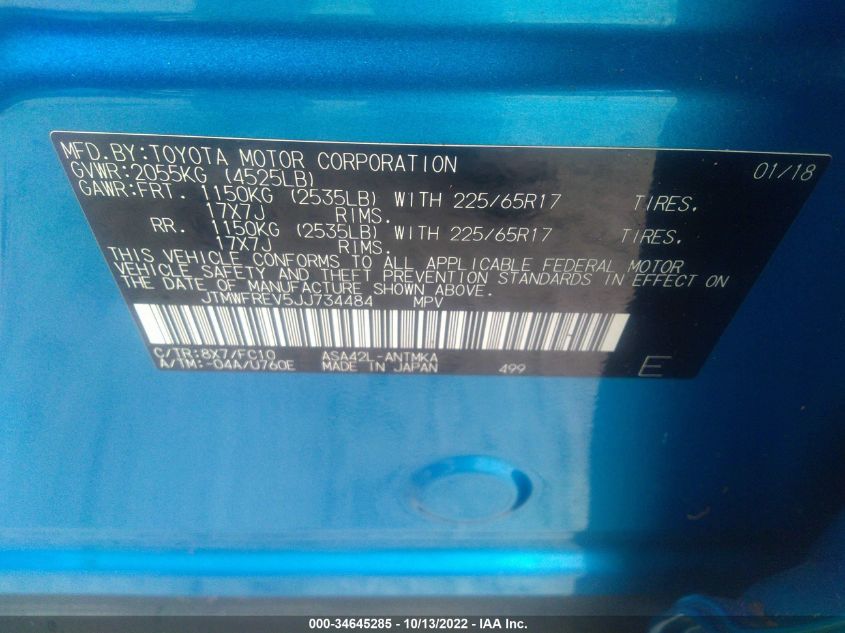 MFD.BY:TOYOTA MOTOR CORPORATION 01/18
GVWR:2055KG (4525LB)
GAWR:FRT. 1150KG (2535LB) WITH 225/65R17 TIRES.
17X7J RIMS.
RR. 1150KG (2535LB) WITH 225/65R17 TIRES.
17X7J RIMS.
THIS VEHICLE CONFORMS TO ALL APPLICABLE FEDERAL MOTOR
VEHICLE SAFETY AND THEFT PREVENTION STANDARDS IN EFFECT ON
THE DATE OF MANUFACTURE SHOWN ABOVE.
JTMWFREV5JJ734484 MPV
C/TR:8X7/FC10 ASA42L-ANTMKA
A/TM:-04A/U760E MADE IN JAPAN 499 E
000-34645285 - 10/13/2022 - IAA Inc.